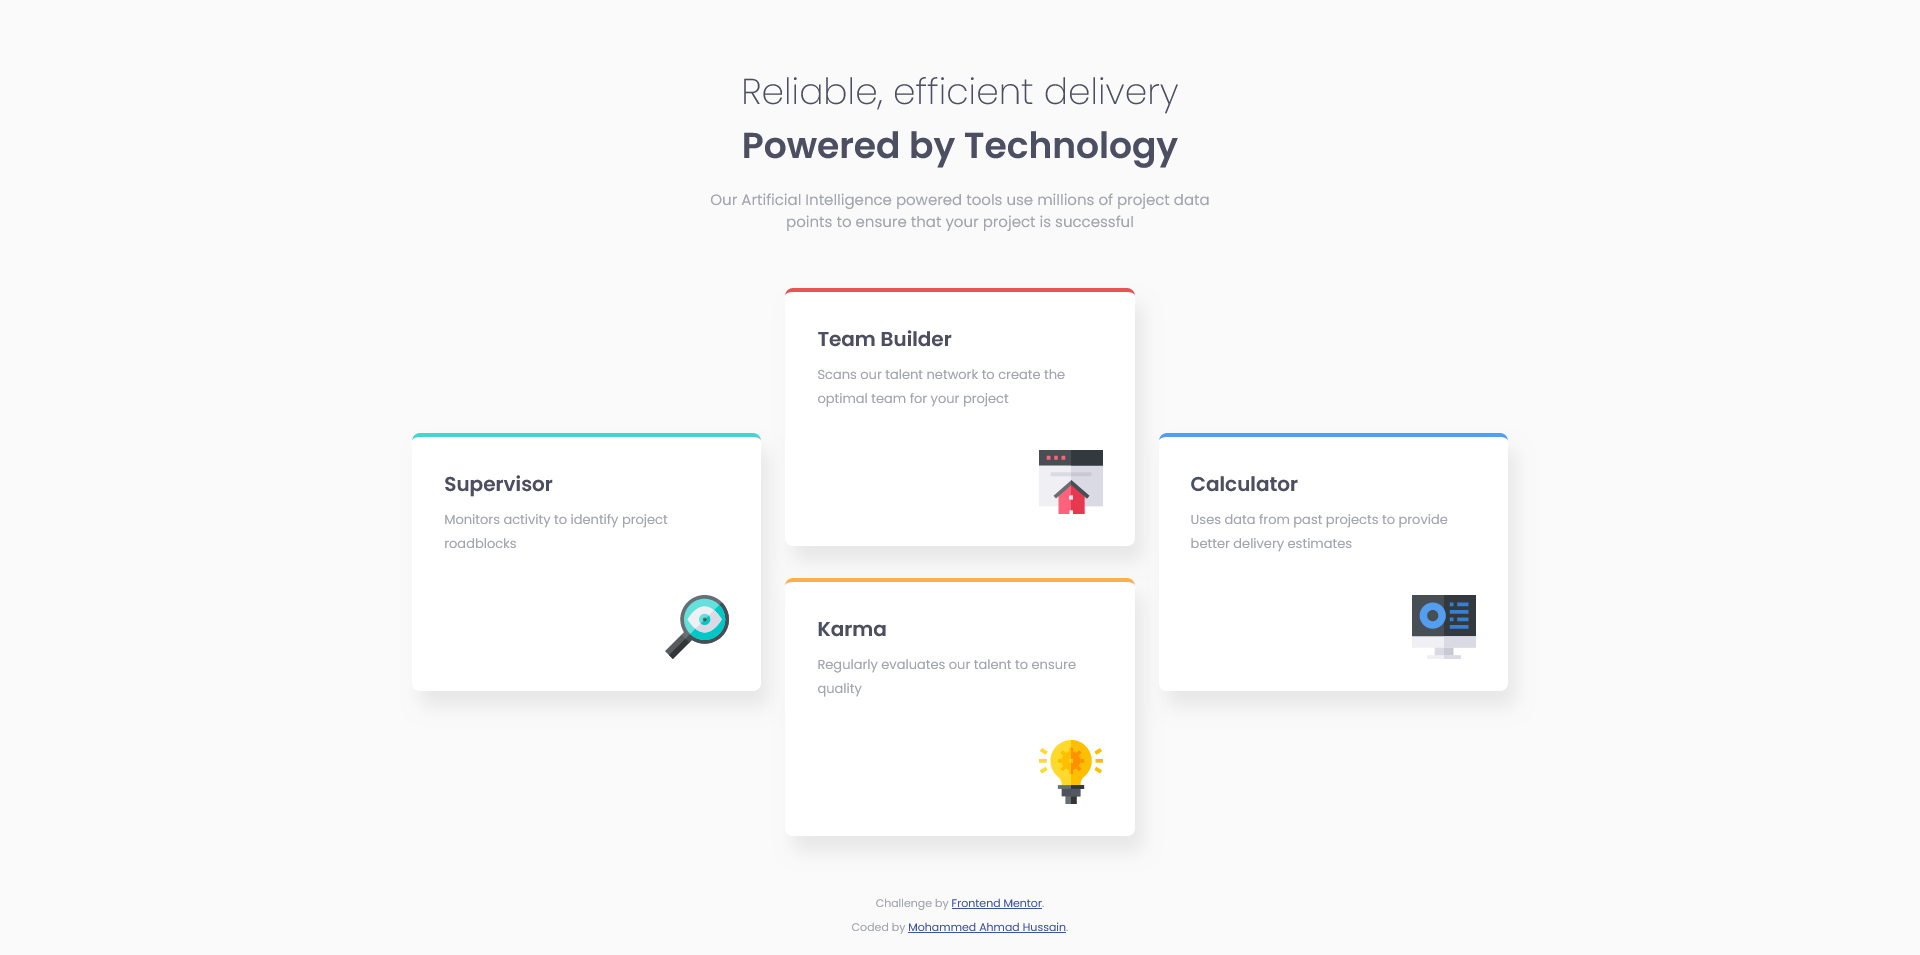 Reliable, efficient delivery
Powered by Technology
Our Artificial Intelligence powered tools use millions of project data
points to ensure that your project is successful
Team Builder
Scans our talent network to create the
optimal team for your project
Supervisor
Monitors activity to identify project
roadblocks
Calculator
Uses data from past projects to provide
better delivery estimates
Karma
Regularly evaluates our talent to ensure
quality
Challenge by Frontend Mentor.
Coded by Mohammed Ahmad Hussain.